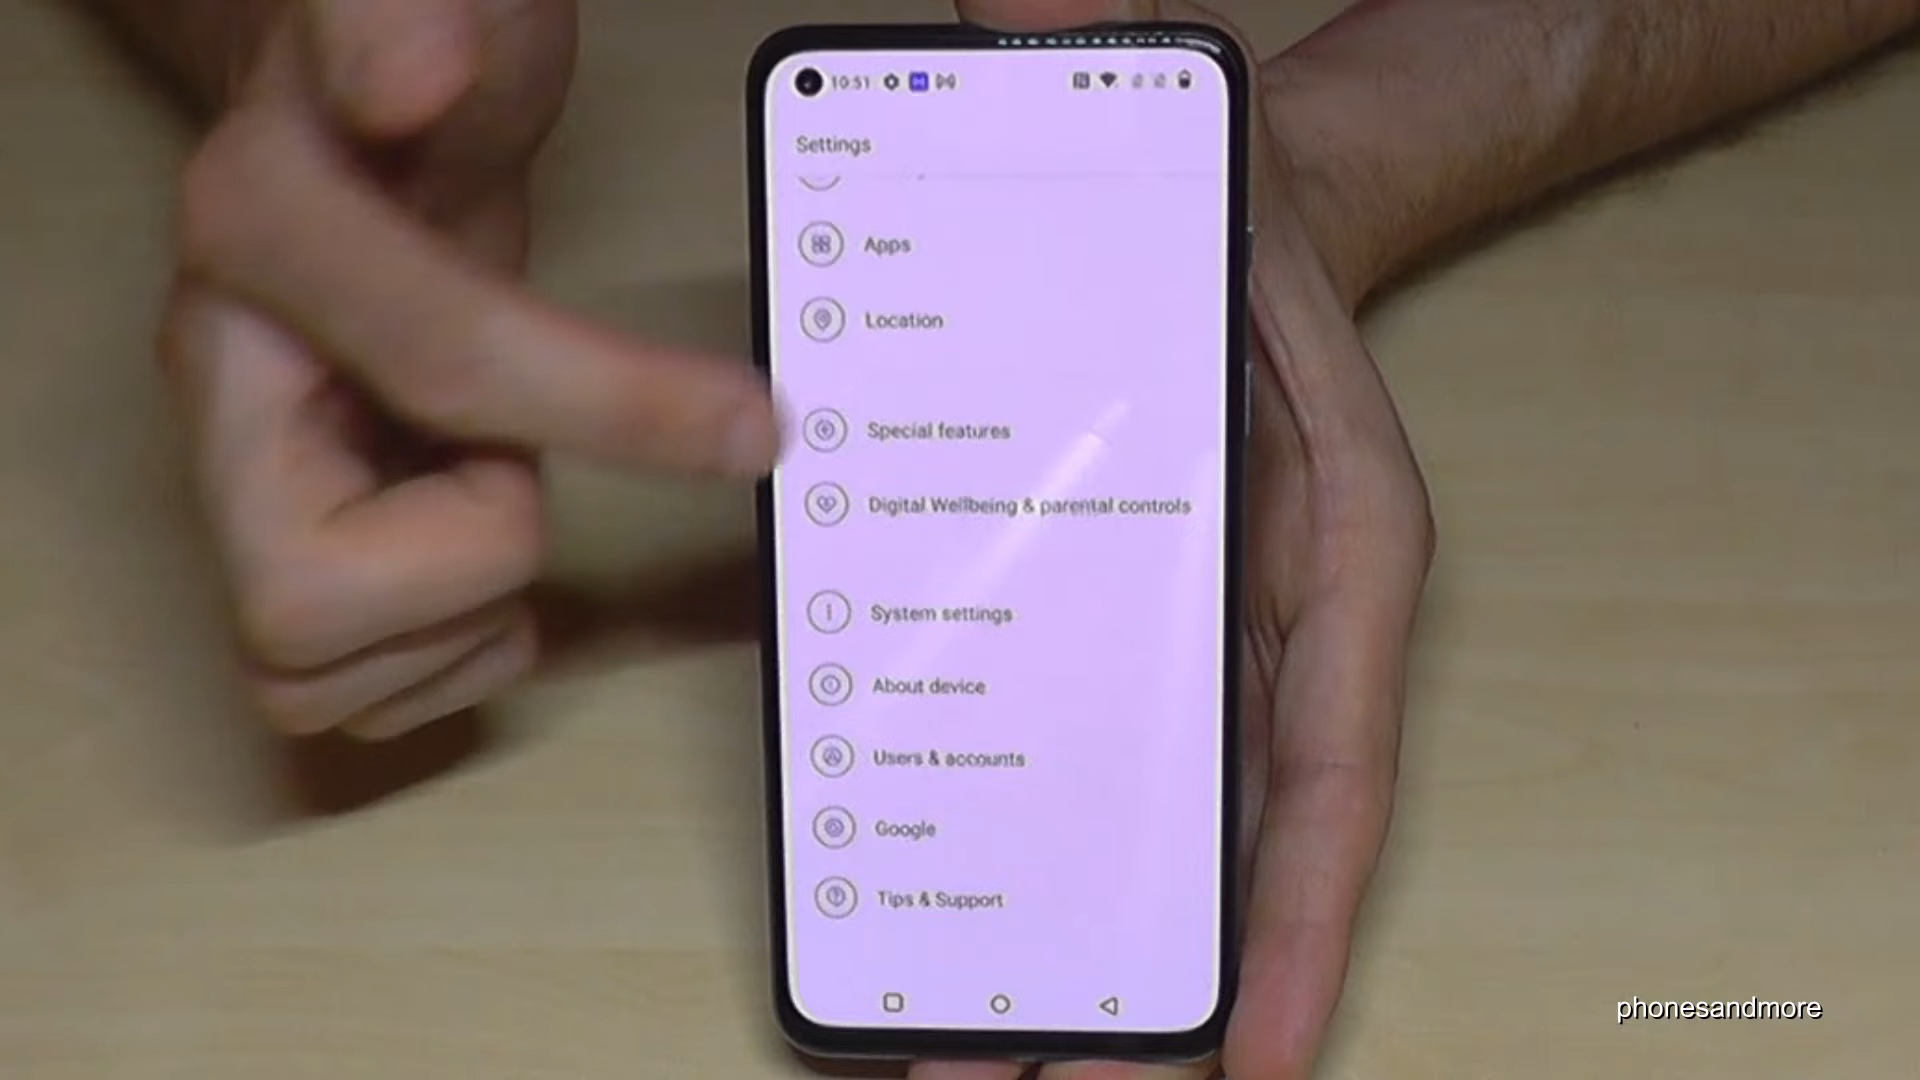 10:51
Settings
Apps
Location
Special features
Digital Wellbeing & parental controls
System settings
About device
Users & accounts
Google
Tips & Support
phonesandmore